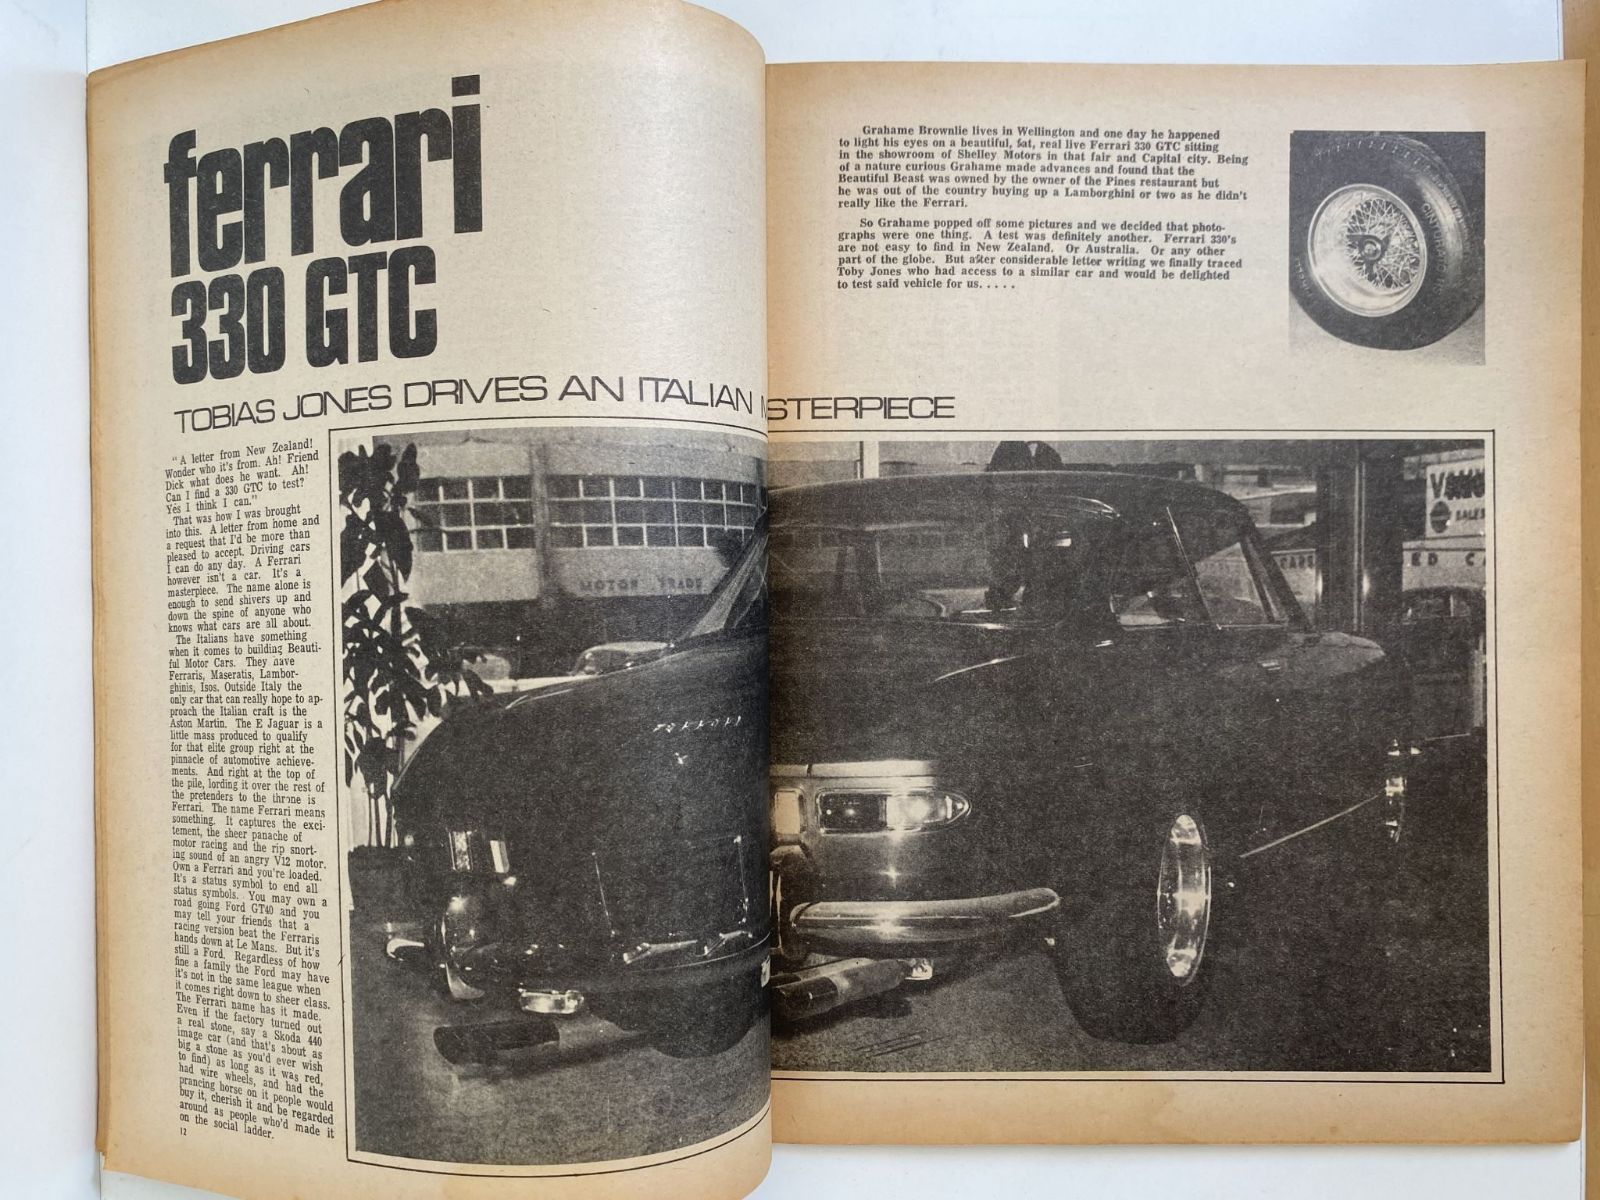 ferrari
330 GTC
TOBIAS JONES DRIVES AN ITALIAN M STERPIECE
"A letter from New Zealand!
Wonder who it's from. Ah! Friend
Dick what does he want. Ah!
Can I find a 330 GTC to test?
Yes I think I can."
That was how I was brought
into this. A letter from home and
a request that I'd be more than
pleased to accept. Driving cars
I can do any day. A Ferrari
however isn't a car. It's a
masterpiece. The name alone is
enough to send shivers up and
down the spine of anyone who
knows what cars are all about.
The Italians have something
when it comes to building Beauti-
ful Motor Cars. They have
Ferraris, Maseratis, Lambor-
ghinis, Isos. Outside Italy the
only car that can really hope to ap-
proach the Italian craft is the
Aston Martin. The E Jaguar is a
little mass produced to qualify
for that elite group right at the
pinnacle of automotive achieve-
ments. And right at the top of
the pile, lording it over the rest of
the pretenders to the throne is
Ferrari. The name Ferrari means
something. It captures the exci-
tement, the sheer panache of
motor racing and the rip snort-
ing sound of an angry V12 motor.
Own a Ferrari and you're loaded.
It's a status symbol to end all
status symbols. You may own a
road going Ford GT40 and you
may tell your friends that a
racing version beat the Ferraris
hands down at Le Mans. But it's
still a Ford. Regardless of how
fine a family the Ford may have
it's not in the same league when
it comes right down to sheer class.
The Ferrari name has it made.
Even if the factory turned out
a real stone, say a Skoda 440
image car (and that's about as
big a stone as you'd ever wish
to find) as long as it was red,
had wire wheels, and had the
prancing horse on it people would
buy it, cherish it and be regarded
around as people who'd made it
on the social ladder.
12
Grahame Brownlie lives in Wellington and one day he happened
to light his eyes on a beautiful, fat, real live Ferrari 330 GTC sitting
in the showroom of Shelley Motors in that fair and Capital city. Being
of a nature curious Grahame made advances and found that the
Beautiful Beast was owned by the owner of the Pines restaurant but
he was out of the country buying up a Lamborghini or two as he didn't
really like the Ferrari.
So Grahame popped off some pictures and we decided that photo-
graphs were one thing. A test was definitely another. Ferrari 330's
are not easy to find in New Zealand. Or Australia. Or any other
part of the globe. But after considerable letter writing we finally traced
Toby Jones who had access to a similar car and would be delighted
to test said vehicle for us.....
MOTOR TRADE
SALES
CARS
ED CA